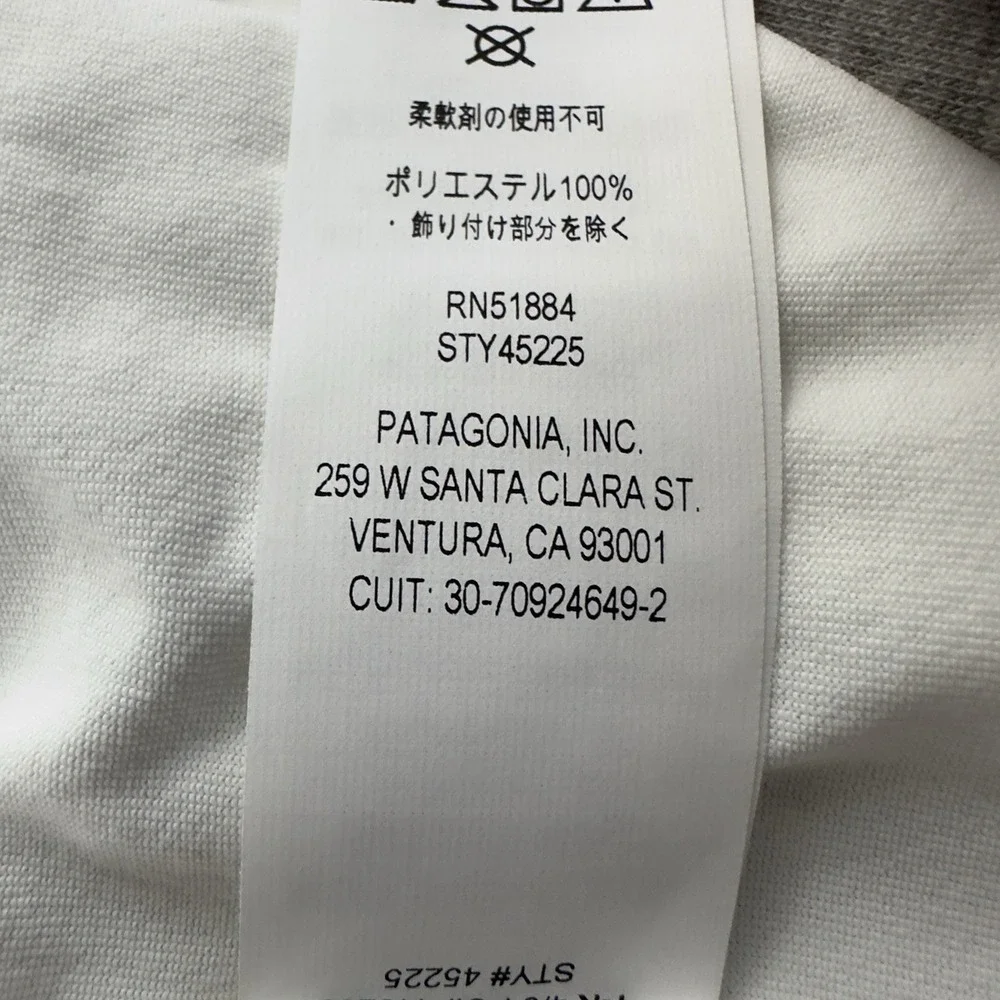 柔軟剤の使用不可
ポリエステル100%
・飾り付け部分を除く
RN51884
STY45225
PATAGONIA, INC.
259 W SANTA CLARA ST.
VENTURA, CA 93001
CUIT: 30-70924649-2
STY# 45225